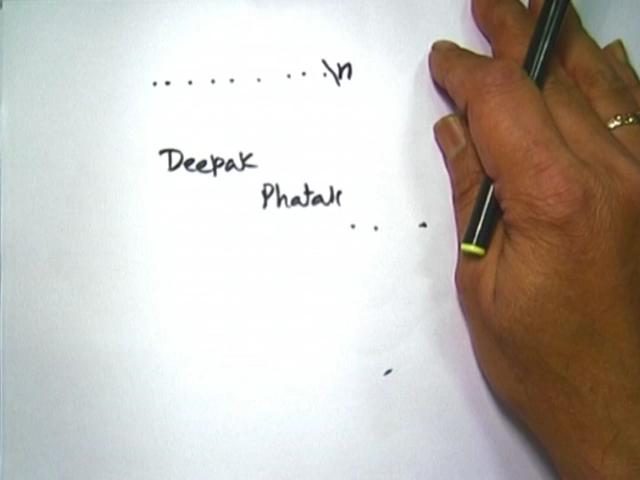 . . . . . . . . .\n
Deepak
Phatak
. . .